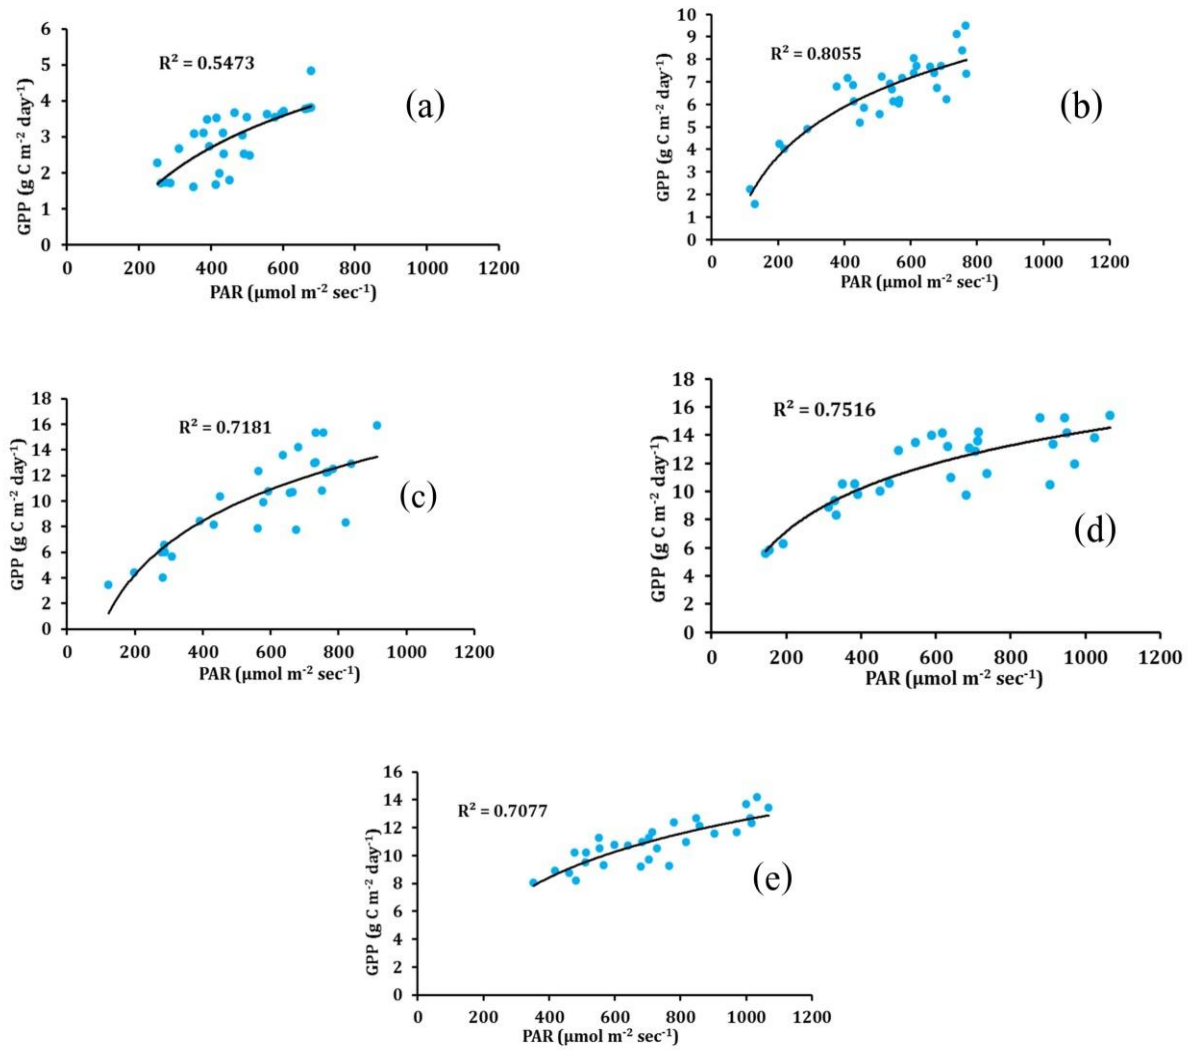 6
5
4
3
2
1
0
GPP (g C m⁻² day⁻¹)
R² = 0.5473
(a)
0 200 400 600 800 1000 1200
PAR (µmol m⁻² sec⁻¹)
10
9
8
7
6
5
4
3
2
1
0
GPP (g C m⁻² day⁻¹)
R² = 0.8055
(b)
0 200 400 600 800 1000 1200
PAR (µmol m⁻² sec⁻¹)
18
16
14
12
10
8
6
4
2
0
GPP (g C m⁻² day⁻¹)
R² = 0.7181
(c)
0 200 400 600 800 1000 1200
PAR (µmol m⁻² sec⁻¹)
18
16
14
12
10
8
6
4
2
0
GPP (g C m⁻² day⁻¹)
R² = 0.7516
(d)
0 200 400 600 800 1000 1200
PAR (µmol m⁻² sec⁻¹)
16
14
12
10
8
6
4
2
0
GPP (g C m⁻² day⁻¹)
R² = 0.7077
(e)
0 200 400 600 800 1000 1200
PAR (µmol m⁻² sec⁻¹)